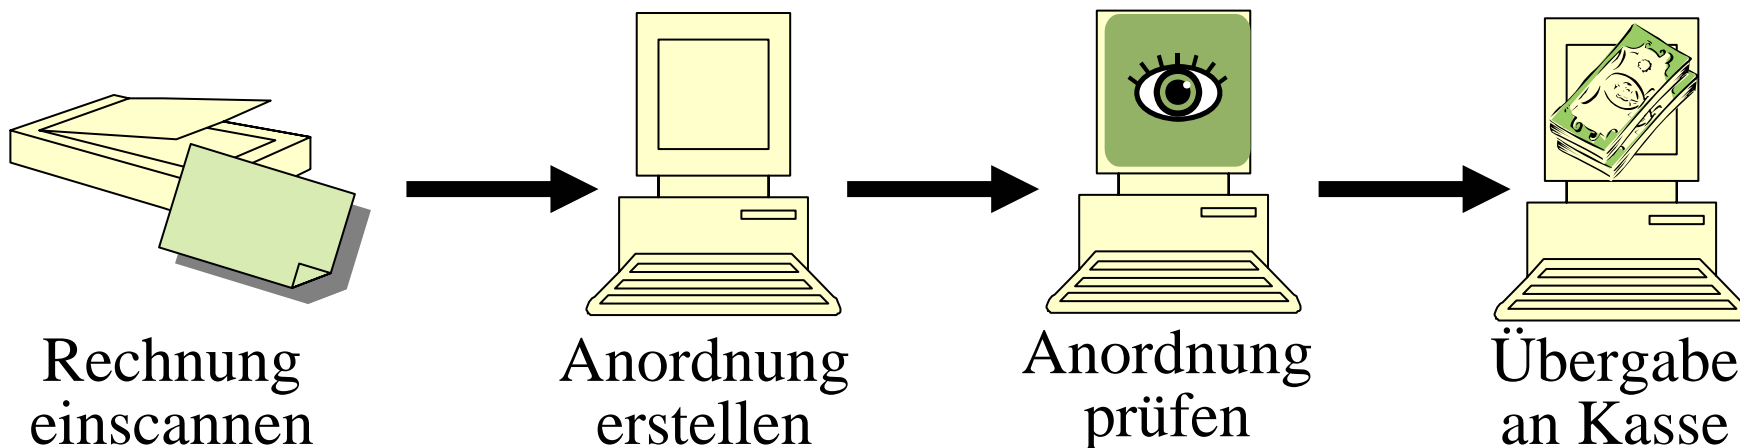 Rechnung
einscannen
Anordnung
erstellen
Anordnung
prüfen
Übergabe
an Kasse